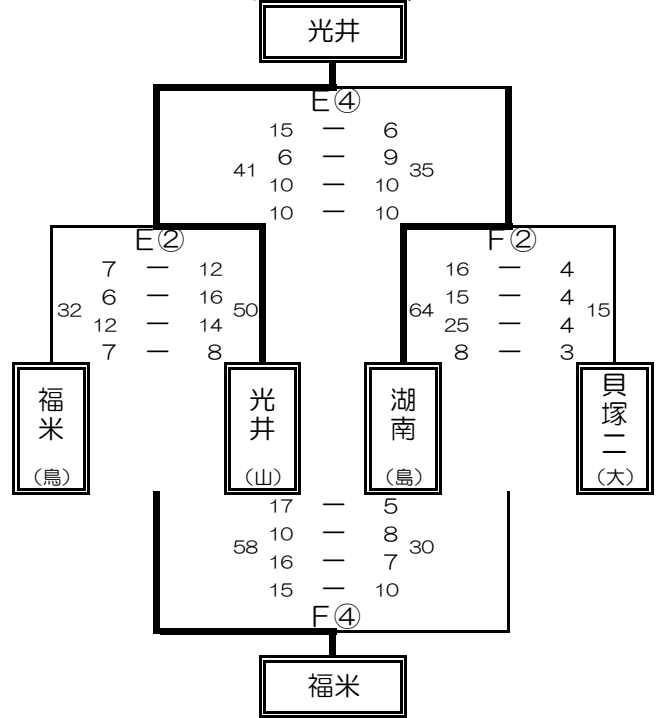 光井
E④
15 － 6
41 6 － 9 35
10 － 10
10 － 10
E② F②
7 － 12 16 － 4
32 6 － 16 50 64 15 － 4 15
12 － 14 25 － 4
7 － 8 8 － 3
福米（鳥） 光井（山） 湖南（島） 貝塚二（大）
17 － 5
10 － 8
58 16 － 7 30
15 － 10
F④
福米